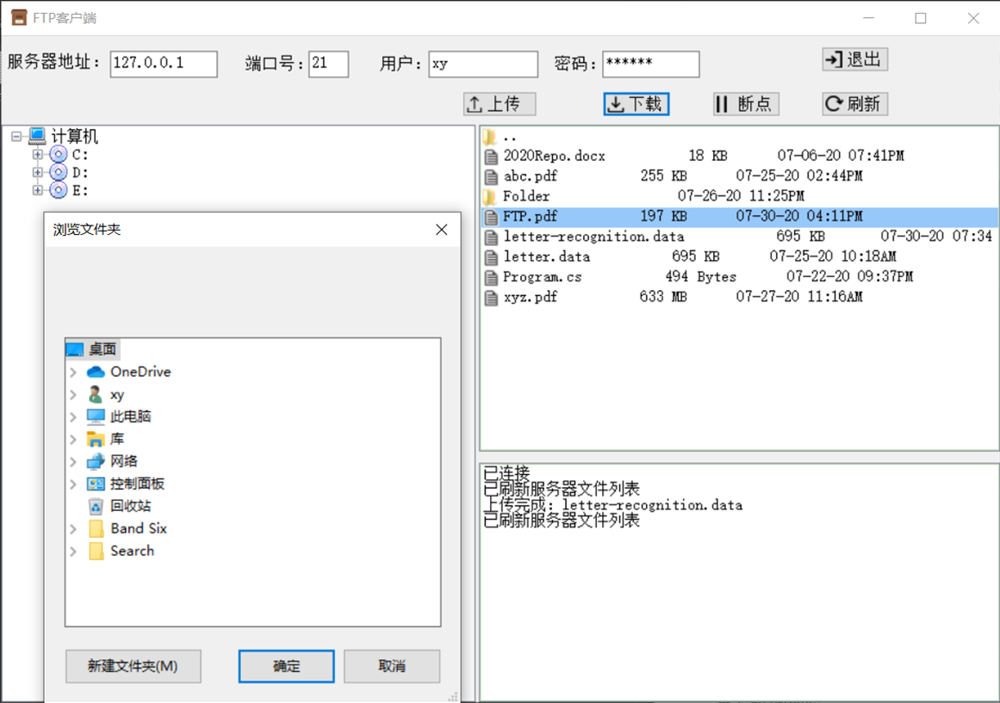 FTP客户端
服务器地址： 127.0.0.1 端口号： 21 用户： xy 密码： ****** 退出
上传 下载 断点 刷新
计算机
C:
D:
E:
..
2020Repo.docx 18 KB 07-06-20 07:41PM
abc.pdf 255 KB 07-25-20 02:44PM
Folder 07-26-20 11:25PM
FTP.pdf 197 KB 07-30-20 04:11PM
letter-recognition.data 695 KB 07-30-20 07:34
letter.data 695 KB 07-25-20 10:18AM
Program.cs 494 Bytes 07-22-20 09:37PM
xyz.pdf 633 MB 07-27-20 11:16AM
浏览文件夹
桌面
OneDrive
xy
此电脑
库
网络
控制面板
回收站
Band Six
Search
新建文件夹(M) 确定 取消
已连接
已刷新服务器文件列表
上传完成：letter-recognition.data
已刷新服务器文件列表